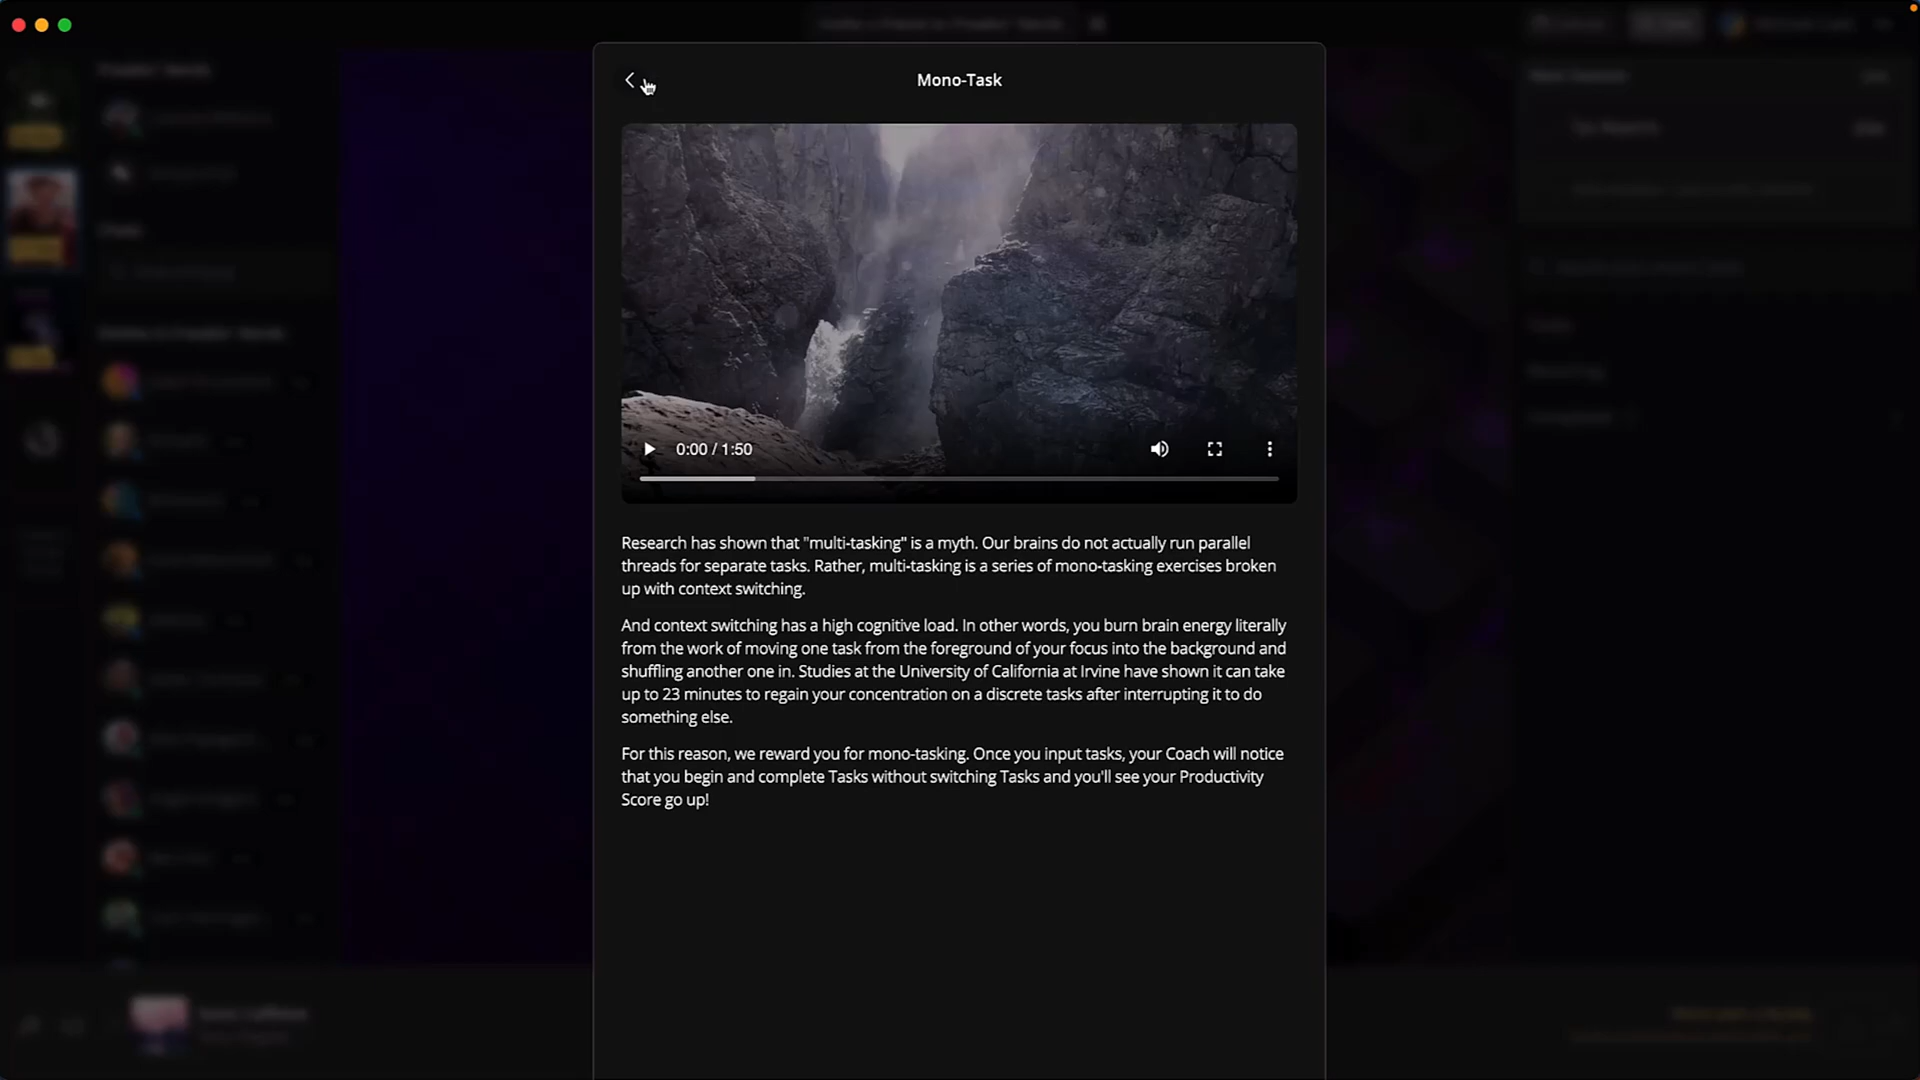 Mono-Task
0:00 / 1:50
Research has shown that "multi-tasking" is a myth. Our brains do not actually run parallel
threads for separate tasks. Rather, multi-tasking is a series of mono-tasking exercises broken
up with context switching.
And context switching has a high cognitive load. In other words, you burn brain energy literally
from the work of moving one task from the foreground of your focus into the background and
shuffling another one in. Studies at the University of California at Irvine have shown it can take
up to 23 minutes to regain your concentration on a discrete tasks after interrupting it to do
something else.
For this reason, we reward you for mono-tasking. Once you input tasks, your Coach will notice
that you begin and complete Tasks without switching Tasks and you'll see your Productivity
Score go up!